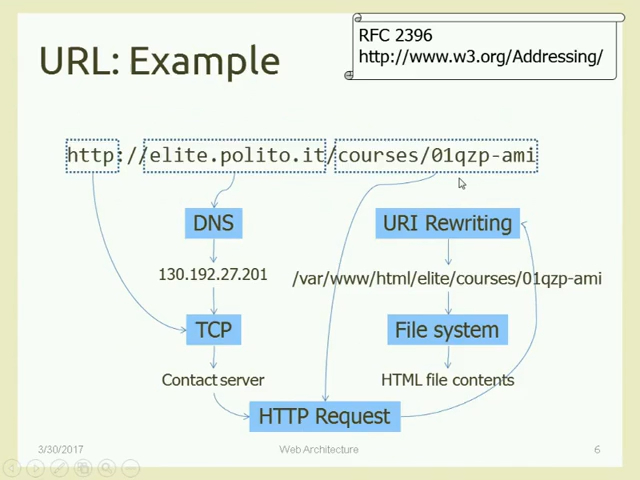 RFC 2396
http://www.w3.org/Addressing/
URL: Example
http://elite.polito.it/courses/01qzp-ami
DNS
URI Rewriting
130.192.27.201
/var/www/html/elite/courses/01qzp-ami
TCP
File system
Contact server
HTML file contents
HTTP Request
3/30/2017
Web Architecture
6